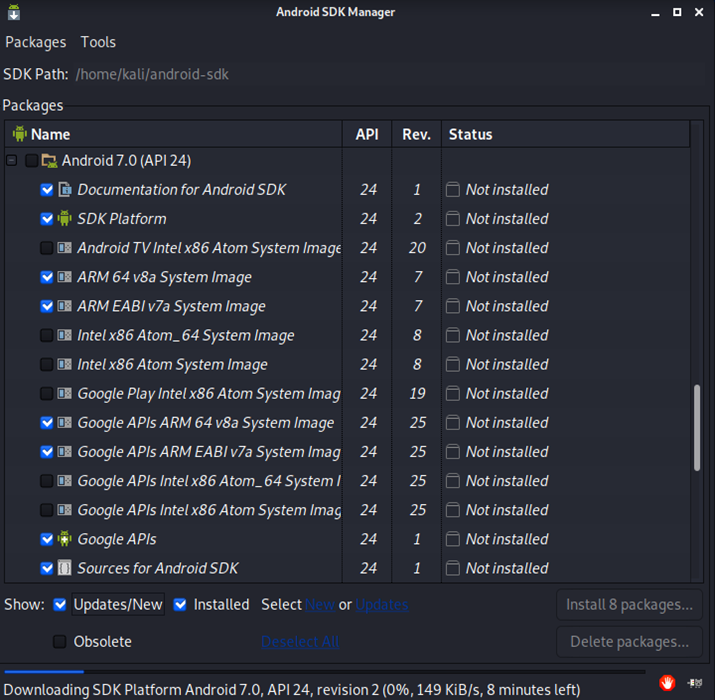 Android SDK Manager
Packages Tools
SDK Path: /home/kali/android-sdk
Packages
Name API Rev. Status
Android 7.0 (API 24)
Documentation for Android SDK 24 1 Not installed
SDK Platform 24 2 Not installed
Android TV Intel x86 Atom System Image 24 20 Not installed
ARM 64 v8a System Image 24 7 Not installed
ARM EABI v7a System Image 24 7 Not installed
Intel x86 Atom_64 System Image 24 8 Not installed
Intel x86 Atom System Image 24 8 Not installed
Google Play Intel x86 Atom System Imag 24 19 Not installed
Google APIs ARM 64 v8a System Image 24 25 Not installed
Google APIs ARM EABI v7a System Imag 24 25 Not installed
Google APIs Intel x86 Atom_64 System I 24 25 Not installed
Google APIs Intel x86 Atom System Imag 24 25 Not installed
Google APIs 24 1 Not installed
Sources for Android SDK 24 1 Not installed
Show: Updates/New Installed Select New or Updates Install 8 packages...
Obsolete Deselect All Delete packages...
Downloading SDK Platform Android 7.0, API 24, revision 2 (0%, 149 KiB/s, 8 minutes left)